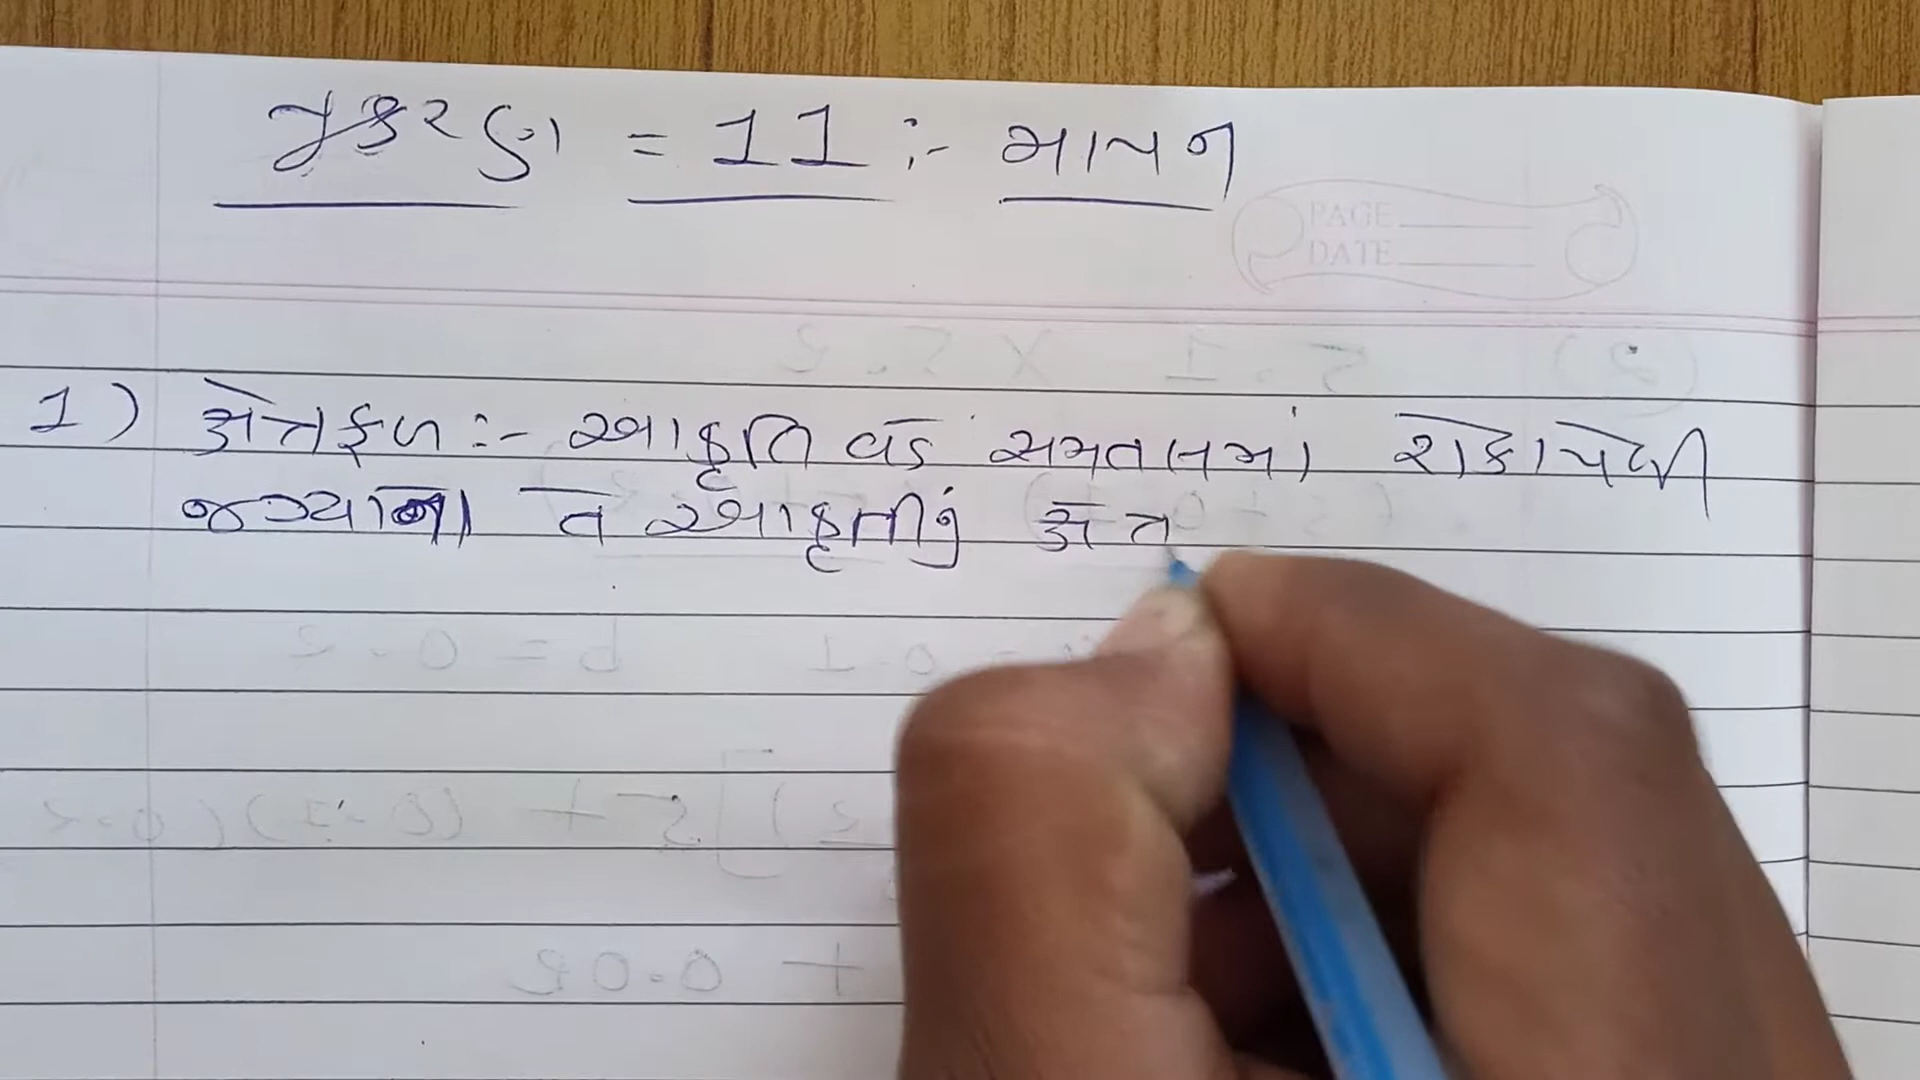 પ્રકરણ = 11 :- માપન
PAGE
DATE
1) ક્ષેત્રફળ :- આકૃતિ વડે સમતલમાં રોકાયેલી
જગ્યાના તે આકૃતીનું ક્ષેત્ર